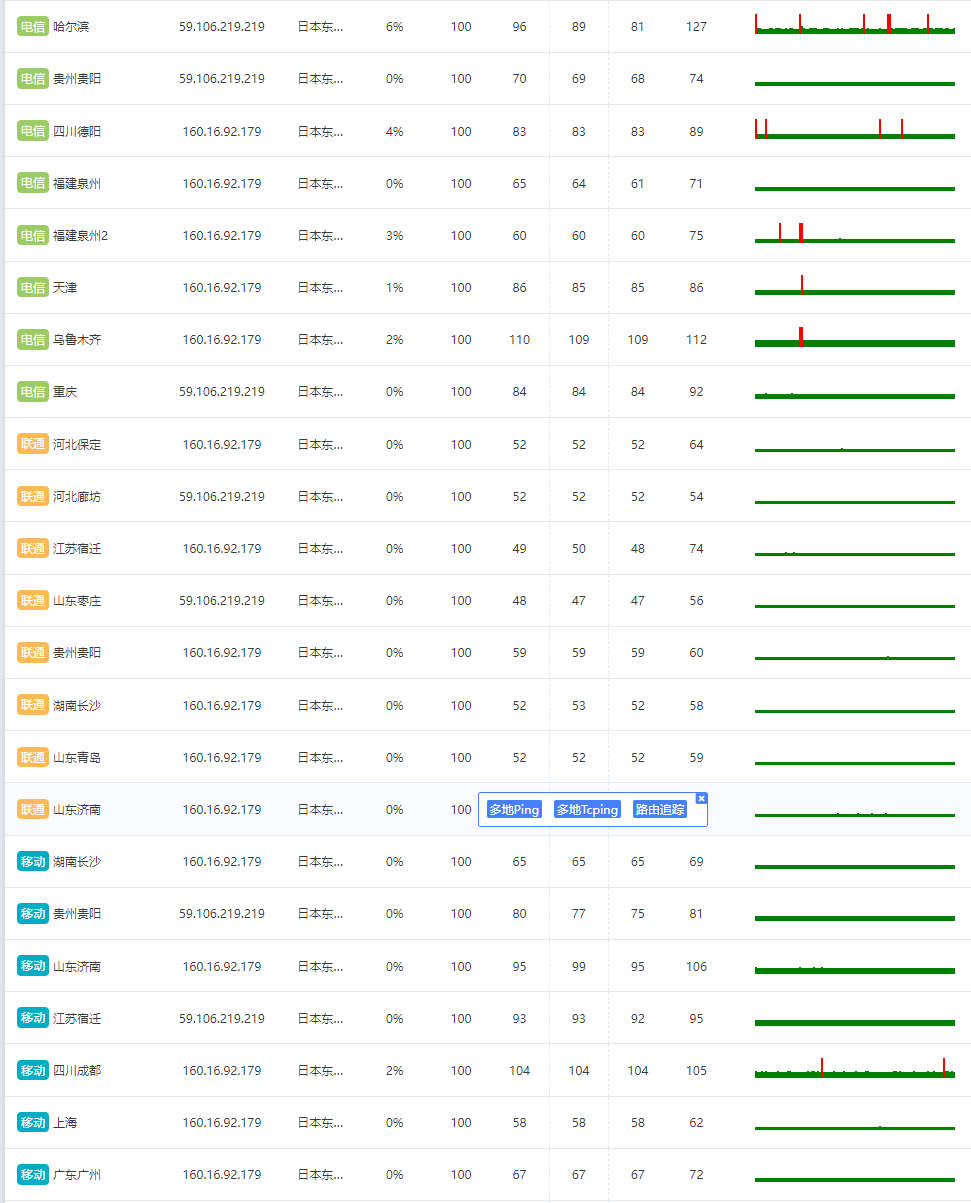 电信 哈尔滨 59.106.219.219 日本东... 6% 100 96 89 81 127
电信 贵州贵阳 59.106.219.219 日本东... 0% 100 70 69 68 74
电信 四川德阳 160.16.92.179 日本东... 4% 100 83 83 83 89
电信 福建泉州 160.16.92.179 日本东... 0% 100 65 64 61 71
电信 福建泉州2 160.16.92.179 日本东... 3% 100 60 60 60 75
电信 天津 160.16.92.179 日本东... 1% 100 86 85 85 86
电信 乌鲁木齐 160.16.92.179 日本东... 2% 100 110 109 109 112
电信 重庆 59.106.219.219 日本东... 0% 100 84 84 84 92
联通 河北保定 160.16.92.179 日本东... 0% 100 52 52 52 64
联通 河北廊坊 59.106.219.219 日本东... 0% 100 52 52 52 54
联通 江苏宿迁 160.16.92.179 日本东... 0% 100 49 50 48 74
联通 山东枣庄 59.106.219.219 日本东... 0% 100 48 47 47 56
联通 贵州贵阳 160.16.92.179 日本东... 0% 100 59 59 59 60
联通 湖南长沙 160.16.92.179 日本东... 0% 100 52 53 52 58
联通 山东青岛 160.16.92.179 日本东... 0% 100 52 52 52 59
联通 山东济南 160.16.92.179 日本东... 0% 100 多地Ping 多地Tcping 路由追踪
移动 湖南长沙 160.16.92.179 日本东... 0% 100 65 65 65 69
移动 贵州贵阳 59.106.219.219 日本东... 0% 100 80 77 75 81
移动 山东济南 160.16.92.179 日本东... 0% 100 95 99 95 106
移动 江苏宿迁 59.106.219.219 日本东... 0% 100 93 93 92 95
移动 四川成都 160.16.92.179 日本东... 2% 100 104 104 104 105
移动 上海 160.16.92.179 日本东... 0% 100 58 58 58 62
移动 广东广州 160.16.92.179 日本东... 0% 100 67 67 67 72